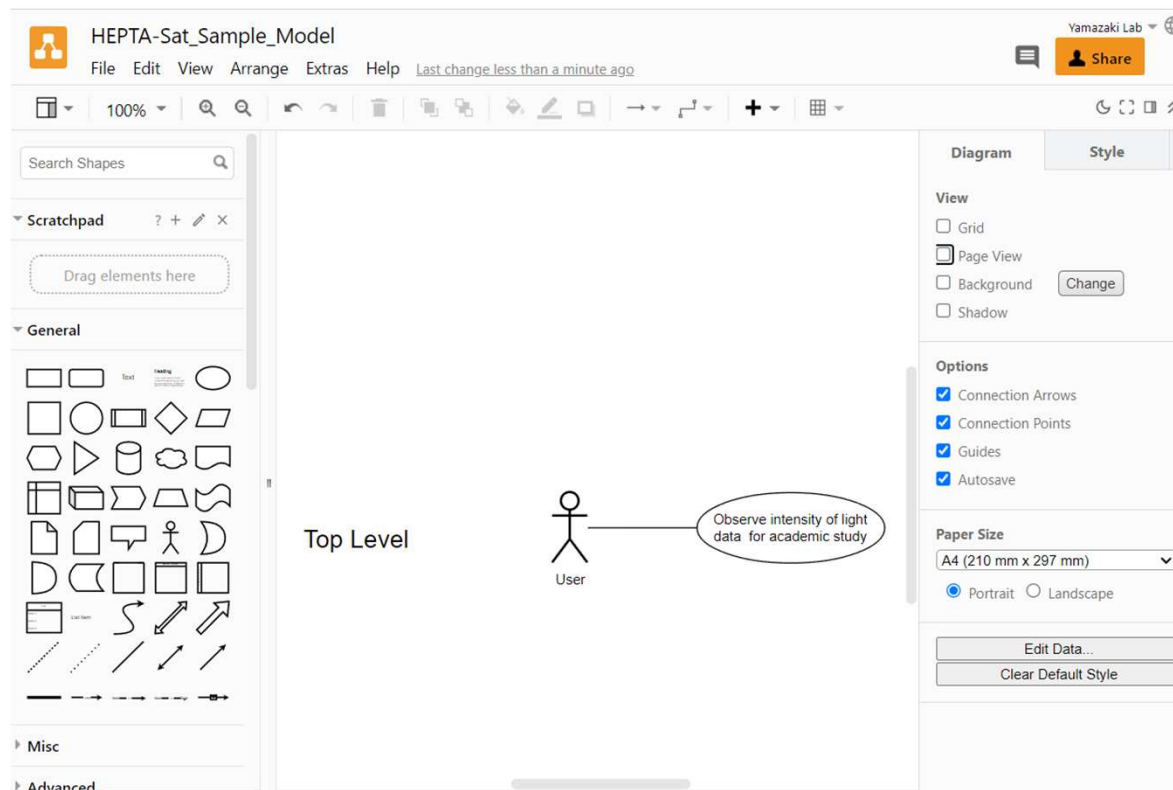 HEPTA-Sat_Sample_Model
Yamazaki Lab
File Edit View Arrange Extras Help Last change less than a minute ago
Share
100%
Search Shapes
Scratchpad ? + ×
Drag elements here
General
Text
Heading
List Item
Misc
Advanced
Top Level
User
Observe intensity of light
data for academic study
Diagram Style
View
Grid
Page View
Background Change
Shadow
Options
Connection Arrows
Connection Points
Guides
Autosave
Paper Size
A4 (210 mm x 297 mm)
Portrait Landscape
Edit Data...
Clear Default Style